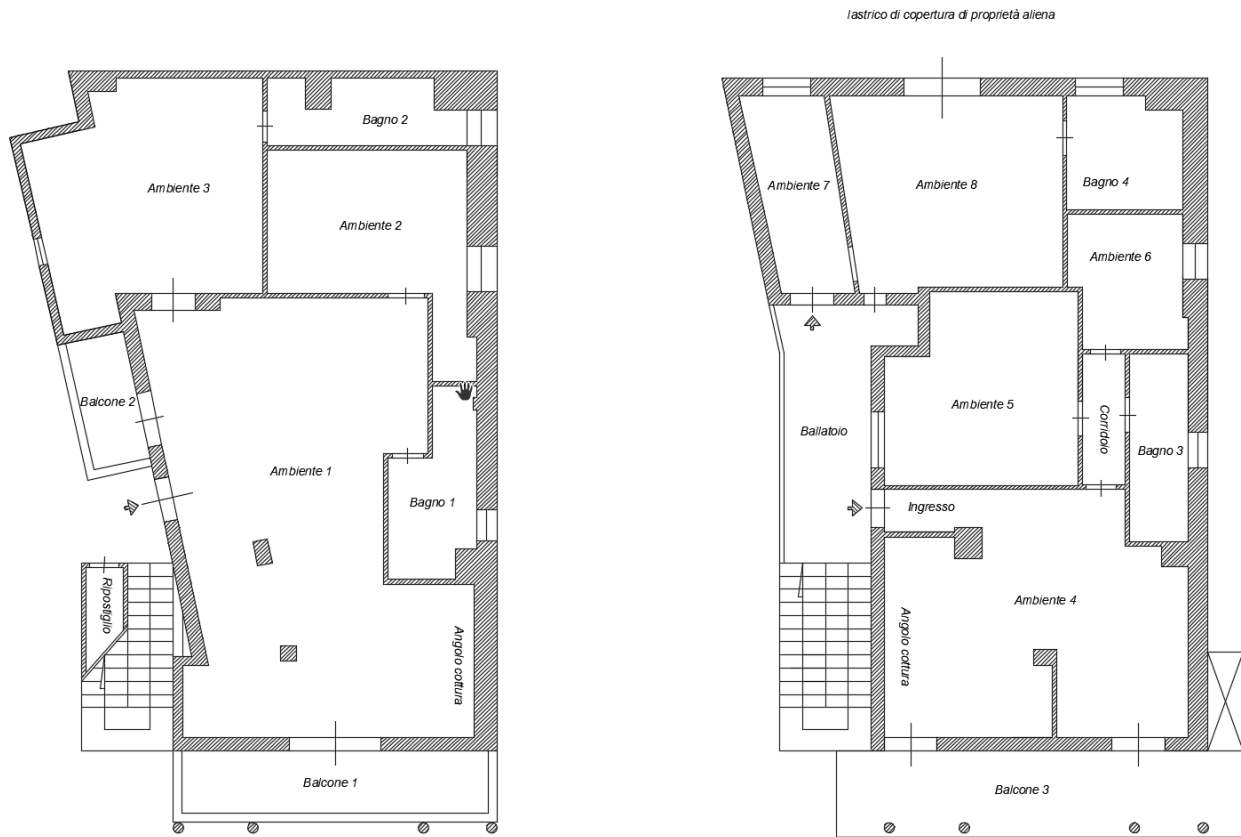 lastrico di copertura di proprietà aliena
Bagno 2
Ambiente 3
Ambiente 2
Balcone 2
Ambiente 1
Bagno 1
Ripostiglio
Angolo cottura
Balcone 1
Ambiente 7
Ambiente 8
Bagno 4
Ambiente 6
Ambiente 5
Ballatoio
Corridoio
Bagno 3
Ingresso
Ambiente 4
Angolo cottura
Balcone 3